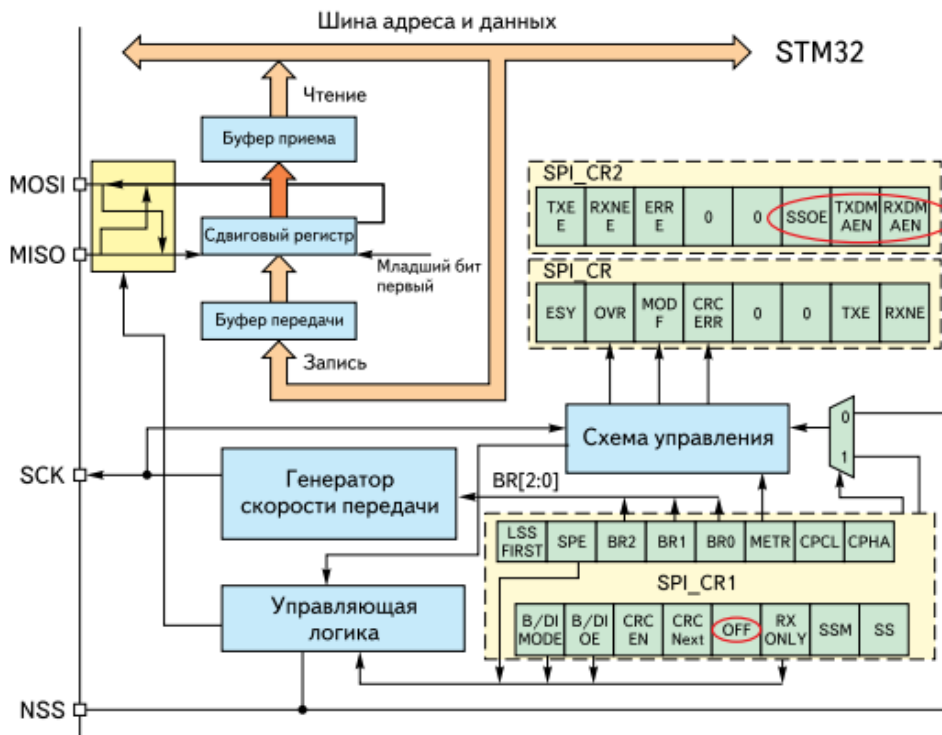 Шина адреса и данных
STM32
Чтение
Буфер приема
MOSI
MISO
Сдвиговый регистр
Младший бит
первый
Буфер передачи
Запись
SPI_CR2
TXE
E
RXNE
E
ERR
E
0
0
SSOE
TXDM
AEN
RXDM
AEN
SPI_CR
ESY
OVR
MOD
F
CRC
ERR
0
0
TXE
RXNE
Схема управления
0
1
SCK
Генератор
скорости передачи
BR[2:0]
LSS
FIRST
SPE
BR2
BR1
BR0
METR
CPCL
CPHA
SPI_CR1
Управляющая
логика
B/DI
MODE
B/DI
OE
CRC
EN
CRC
Next
OFF
RX
ONLY
SSM
SS
NSS